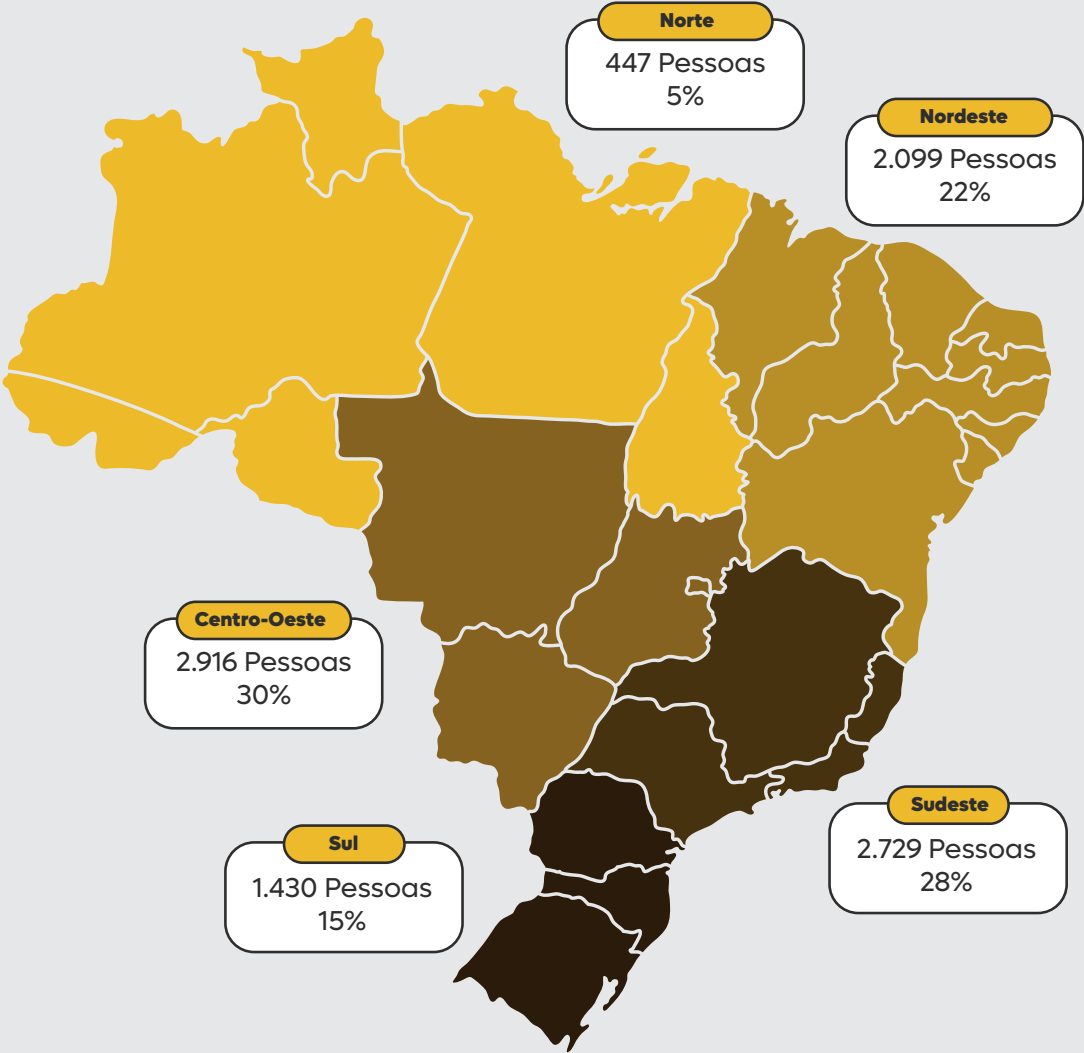 Norte
447 Pessoas
5%
Nordeste
2.099 Pessoas
22%
Centro-Oeste
2.916 Pessoas
30%
Sudeste
2.729 Pessoas
28%
Sul
1.430 Pessoas
15%